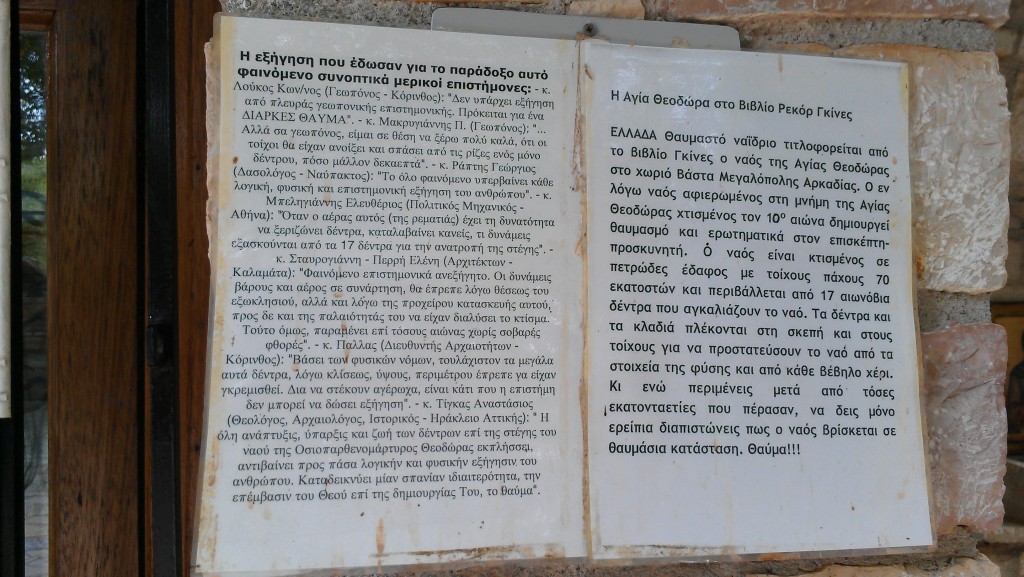 Η εξήγηση που έδωσαν για το παράδοξο αυτό
φαινόμενο συνοπτικά μερικοί επιστήμονες: - κ.
Λούκος Κων/νος (Γεωπόνος - Κόρινθος): "Δεν υπάρχει εξήγηση
από πλευράς γεωπονικής επιστημονικής. Πρόκειται για ένα
ΔΙΑΡΚΕΣ ΘΑΥΜΑ". - κ. Μακρυγιάννης Π. (Γεωπόνος): "...
Αλλά σα γεωπόνος, είμαι σε θέση να ξέρω πολύ καλά, ότι οι
τοίχοι θα είχαν ανοίξει και σπάσει από τις ρίζες ενός μόνο
δέντρου, πόσο μάλλον δεκαεπτά". - κ. Ράπτης Γεώργιος
(Δασολόγος - Ναύπακτος): "Το όλο φαινόμενο υπερβαίνει κάθε
λογική, φυσική και επιστημονική εξήγηση του ανθρώπου". - κ.
Μπεληγιάννης Ελευθέριος (Πολιτικός Μηχανικός -
Αθήνα): "Όταν ο αέρας αυτός (της ρεματιάς) έχει τη δυνατότητα
να ξεριζώνει δέντρα, καταλαβαίνει κανείς, τι δυνάμεις
εξασκούνται από τα 17 δέντρα για την ανατροπή της στέγης". -
κ. Σταυρογιάννη - Περρή Ελένη (Αρχιτέκτων -
Καλαμάτα): "Φαινόμενο επιστημονικά ανεξήγητο. Οι δυνάμεις
βάρους και αέρος σε συνάρτηση, θα έπρεπε λόγω θέσεως του
εξωκλησιού, αλλά και λόγω της προχείρου κατασκευής αυτού,
προς δε και της παλαιότητάς του να είχαν διαλύσει το κτίσμα.
Τούτο όμως, παραμένει επί τόσους αιώνας χωρίς σοβαρές
φθορές". - κ. Παλλας (Διευθυντής Αρχαιοτήτων -
Κόρινθος): "Βάσει των φυσικών νόμων, τουλάχιστον τα μεγάλα
αυτά δέντρα, λόγω κλίσεως, ύψους, περιμέτρου έπρεπε να είχαν
γκρεμισθεί. Δια να στέκουν αγέρωχα, είναι κάτι που η επιστήμη
δεν μπορεί να δώσει εξήγηση". - κ. Τίγκας Αναστάσιος
(Θεολόγος, Αρχαιολόγος, Ιστορικός - Ηράκλειο Αττικής): " Η
όλη ανάπτυξις, ύπαρξις και ζωή των δέντρων επί της στέγης του
ναού της Οσιοπαρθενομάρτυρος Θεοδώρας εκπλήσσει,
αντιβαίνει προς πάσα λογικήν και φυσικήν εξήγησιν του
ανθρώπου. Καταδεικνύει μίαν σπανίαν ιδιαιτερότητα, την
επέμβασιν του Θεού επί της δημιουργίας Του, το θαύμα".
Η Αγία Θεοδώρα στο Βιβλίο Ρεκόρ Γκίνες
ΕΛΛΑΔΑ Θαυμαστό ναΐδριο τιτλοφορείται από
το βιβλίο Γκίνες ο ναός της Αγίας Θεοδώρας
στο χωριό Βάστα Μεγαλόπολης Αρκαδίας. Ο εν
λόγω ναός αφιερωμένος στη μνήμη της Αγίας
Θεοδώρας χτισμένος τον 10º αιώνα δημιουργεί
θαυμασμό και ερωτηματικά στον επισκέπτη-
προσκυνητή. Ο ναός είναι κτισμένος σε
πετρώδες έδαφος με τοίχους πάχους 70
εκατοστών και περιβάλλεται από 17 αιωνόβια
δέντρα που αγκαλιάζουν το ναό. Τα δέντρα και
τα κλαδιά πλέκονται στη σκεπή και στους
τοίχους για να προστατεύσουν το ναό από τα
στοιχεία της φύσης και από κάθε βέβηλο χέρι.
Κι ενώ περιμένεις μετά από τόσες
εκατονταετίες που πέρασαν, να δεις μόνο
ερείπια διαπιστώνεις πως ο ναός βρίσκεται σε
θαυμάσια κατάσταση. Θαύμα!!!